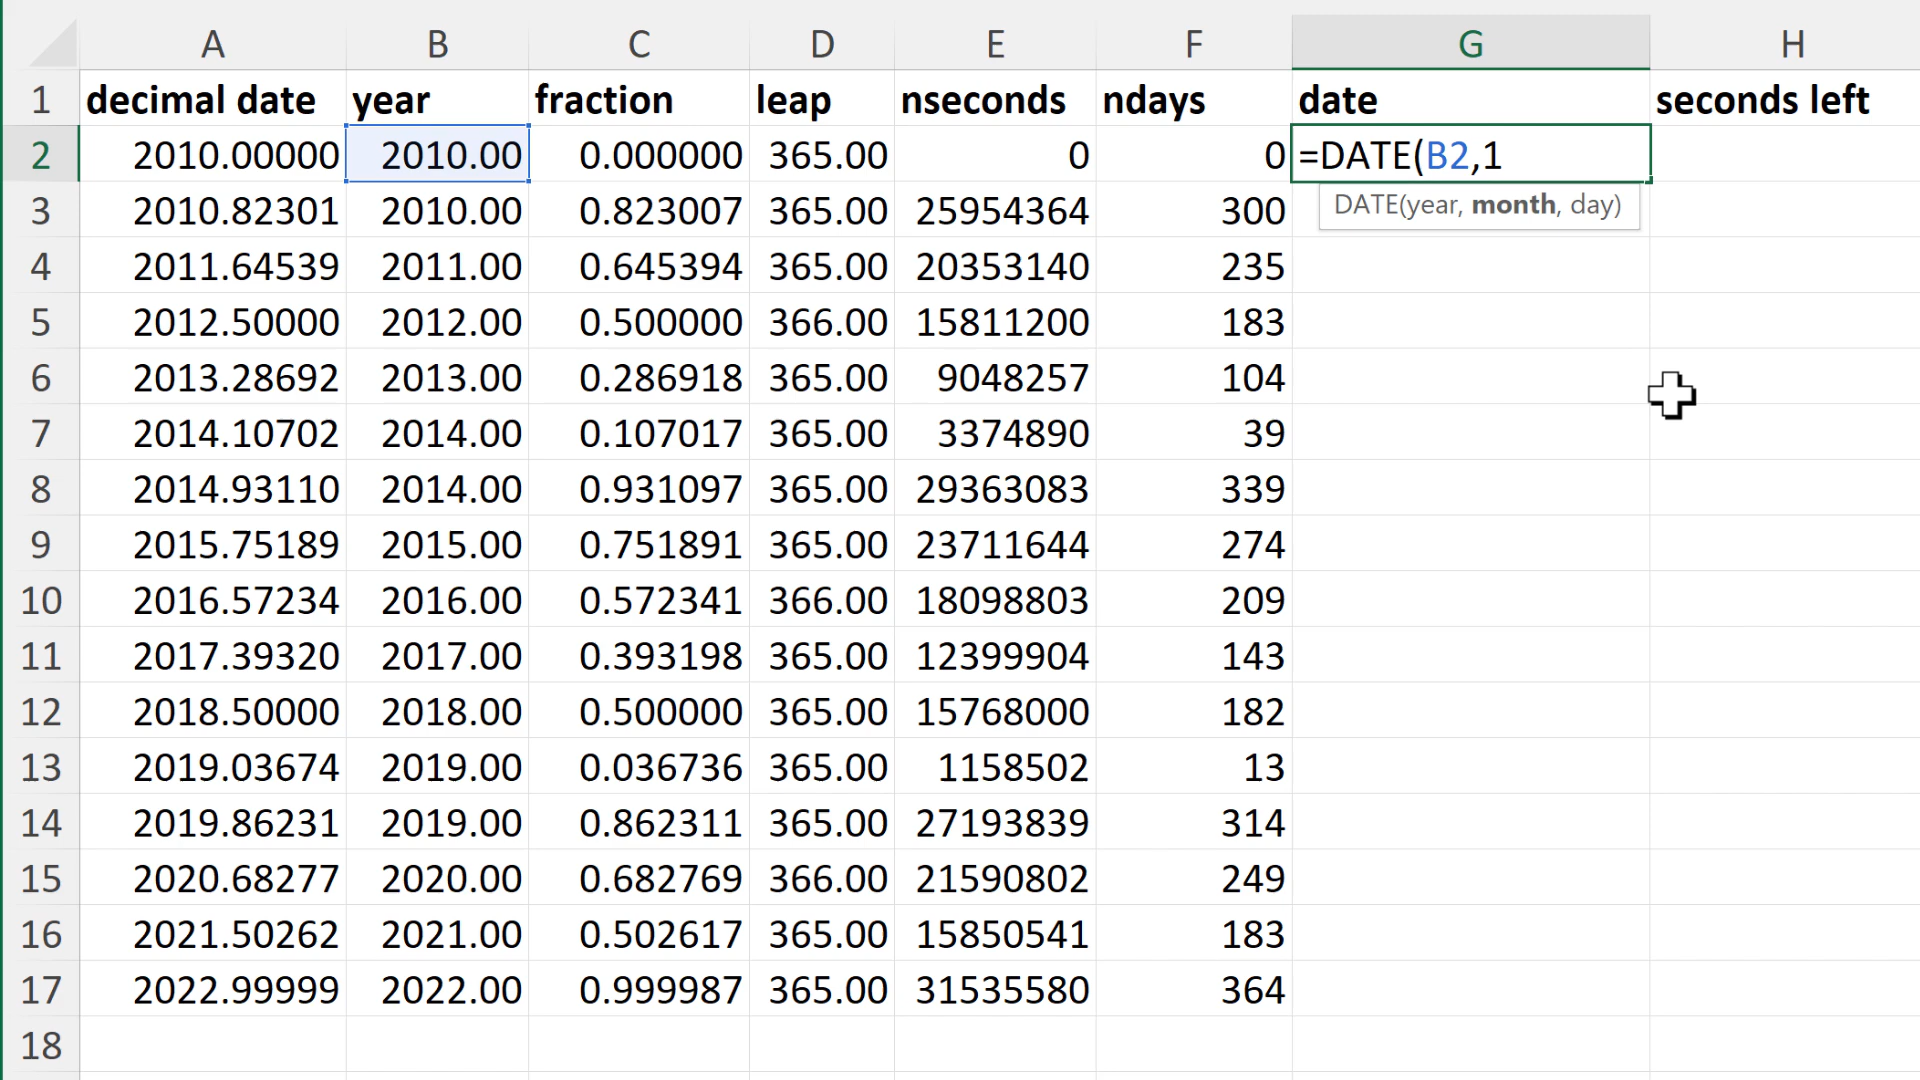 A B C D E F G H
1 decimal date year fraction leap nseconds ndays date seconds left
2 2010.00000 2010.00 0.000000 365.00 0 0 =DATE(B2,1
DATE(year, month, day)
3 2010.82301 2010.00 0.823007 365.00 25954364 300
4 2011.64539 2011.00 0.645394 365.00 20353140 235
5 2012.50000 2012.00 0.500000 366.00 15811200 183
6 2013.28692 2013.00 0.286918 365.00 9048257 104
7 2014.10702 2014.00 0.107017 365.00 3374890 39
8 2014.93110 2014.00 0.931097 365.00 29363083 339
9 2015.75189 2015.00 0.751891 365.00 23711644 274
10 2016.57234 2016.00 0.572341 366.00 18098803 209
11 2017.39320 2017.00 0.393198 365.00 12399904 143
12 2018.50000 2018.00 0.500000 365.00 15768000 182
13 2019.03674 2019.00 0.036736 365.00 1158502 13
14 2019.86231 2019.00 0.862311 365.00 27193839 314
15 2020.68277 2020.00 0.682769 366.00 21590802 249
16 2021.50262 2021.00 0.502617 365.00 15850541 183
17 2022.99999 2022.00 0.999987 365.00 31535580 364
18